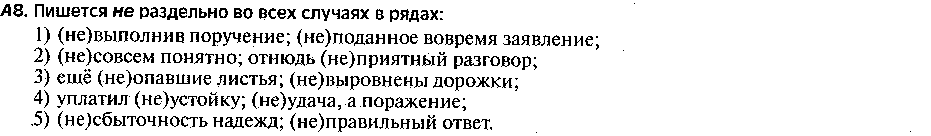 А8. Пишется не раздельно во всех случаях в рядах:
1) (не)выполнив поручение; (не)поданное вовремя заявление;
2) (не)совсем понятно; отнюдь (не)приятный разговор;
3) ещё (не)опавшие листья; (не)выровнены дорожки;
4) уплатил (не)устойку; (не)удача, а поражение;
5) (не)сбыточность надежд; (не)правильный ответ.